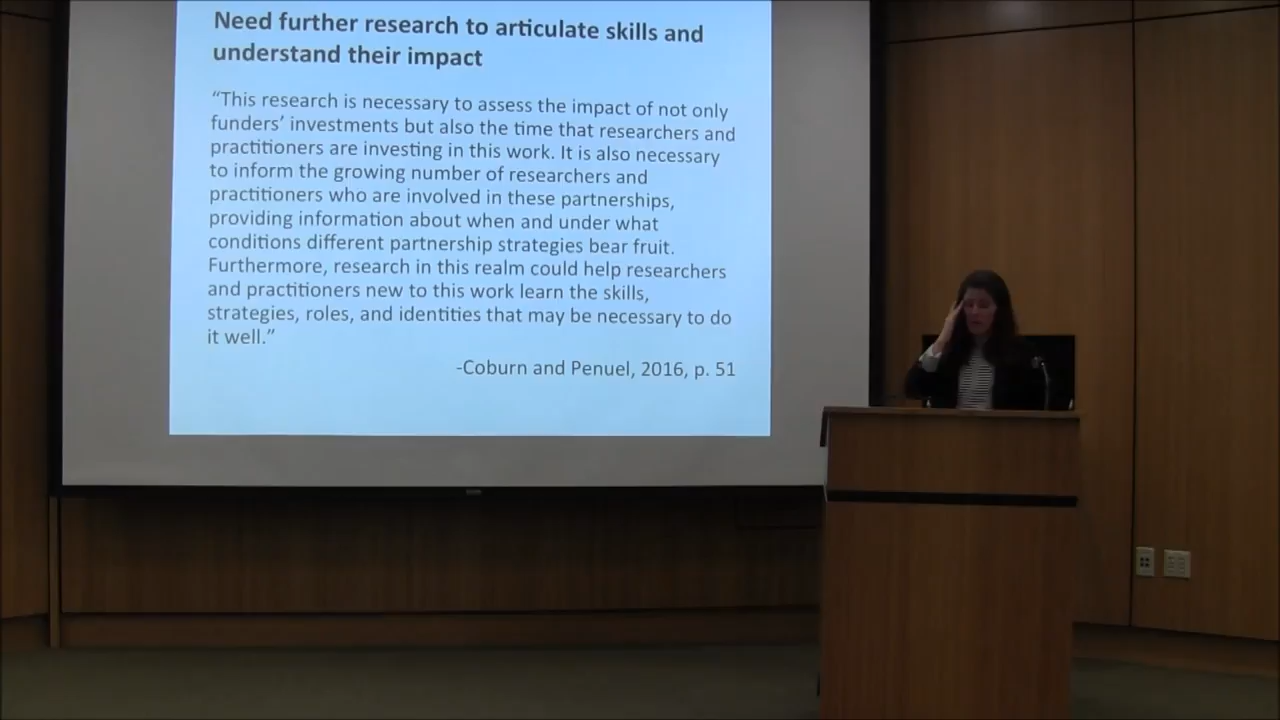 Need further research to articulate skills and
understand their impact
“This research is necessary to assess the impact of not only
funders’ investments but also the time that researchers and
practitioners are investing in this work. It is also necessary
to inform the growing number of researchers and
practitioners who are involved in these partnerships,
providing information about when and under what
conditions different partnership strategies bear fruit.
Furthermore, research in this realm could help researchers
and practitioners new to this work learn the skills,
strategies, roles, and identities that may be necessary to do
it well.”
-Coburn and Penuel, 2016, p. 51